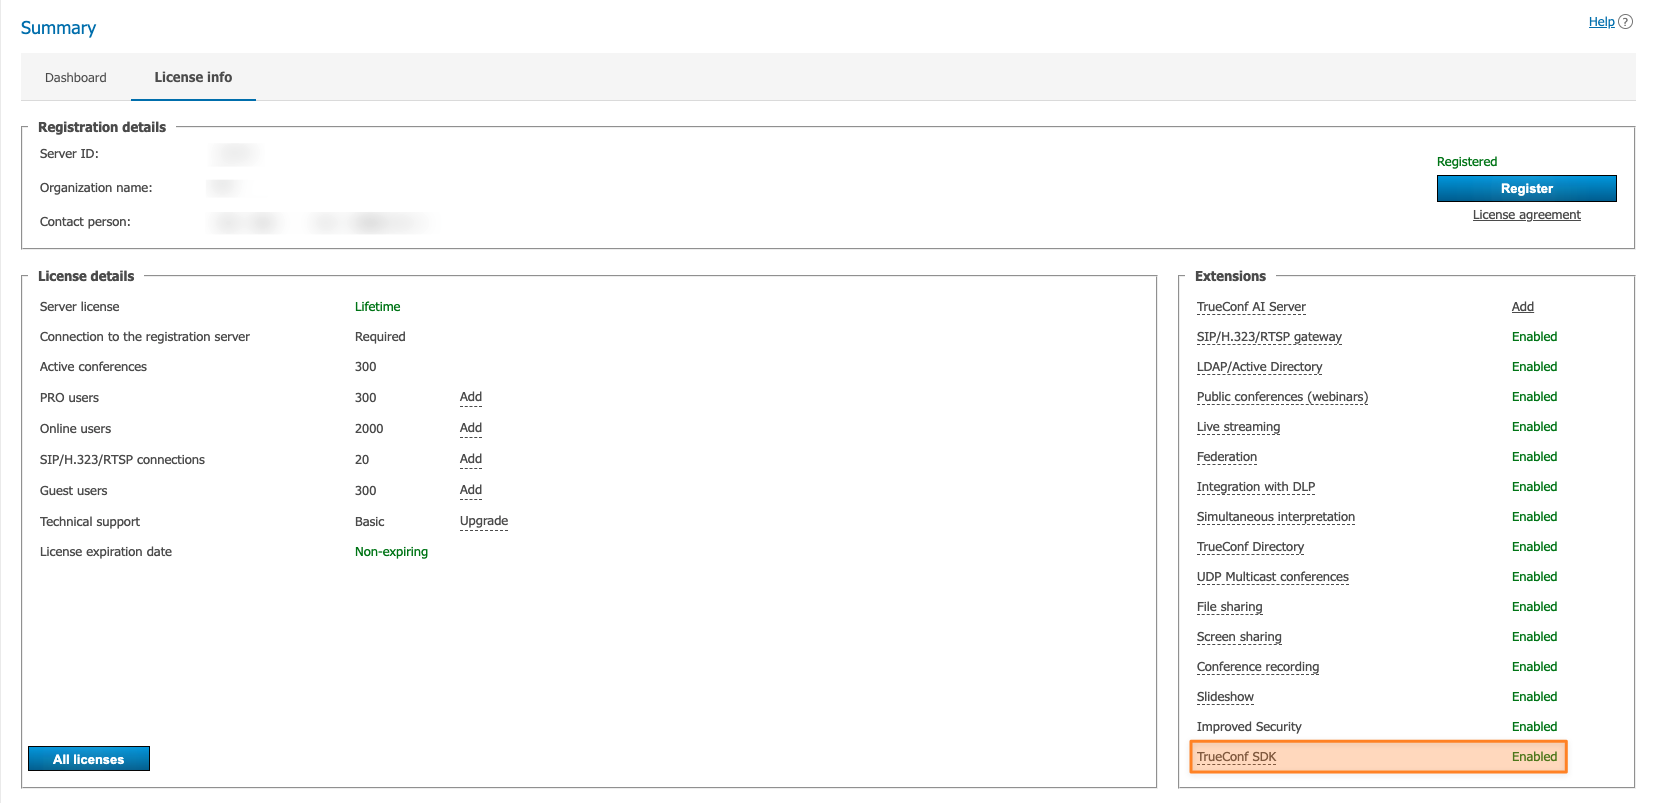 Summary
Help ?
Dashboard License info
Registration details
Server ID:
Organization name:
Contact person:
Registered
Register
License agreement
License details
Server license Lifetime
Connection to the registration server Required
Active conferences 300
PRO users 300 Add
Online users 2000 Add
SIP/H.323/RTSP connections 20 Add
Guest users 300 Add
Technical support Basic Upgrade
License expiration date Non-expiring
All licenses
Extensions
TrueConf AI Server Add
SIP/H.323/RTSP gateway Enabled
LDAP/Active Directory Enabled
Public conferences (webinars) Enabled
Live streaming Enabled
Federation Enabled
Integration with DLP Enabled
Simultaneous interpretation Enabled
TrueConf Directory Enabled
UDP Multicast conferences Enabled
File sharing Enabled
Screen sharing Enabled
Conference recording Enabled
Slideshow Enabled
Improved Security Enabled
TrueConf SDK Enabled